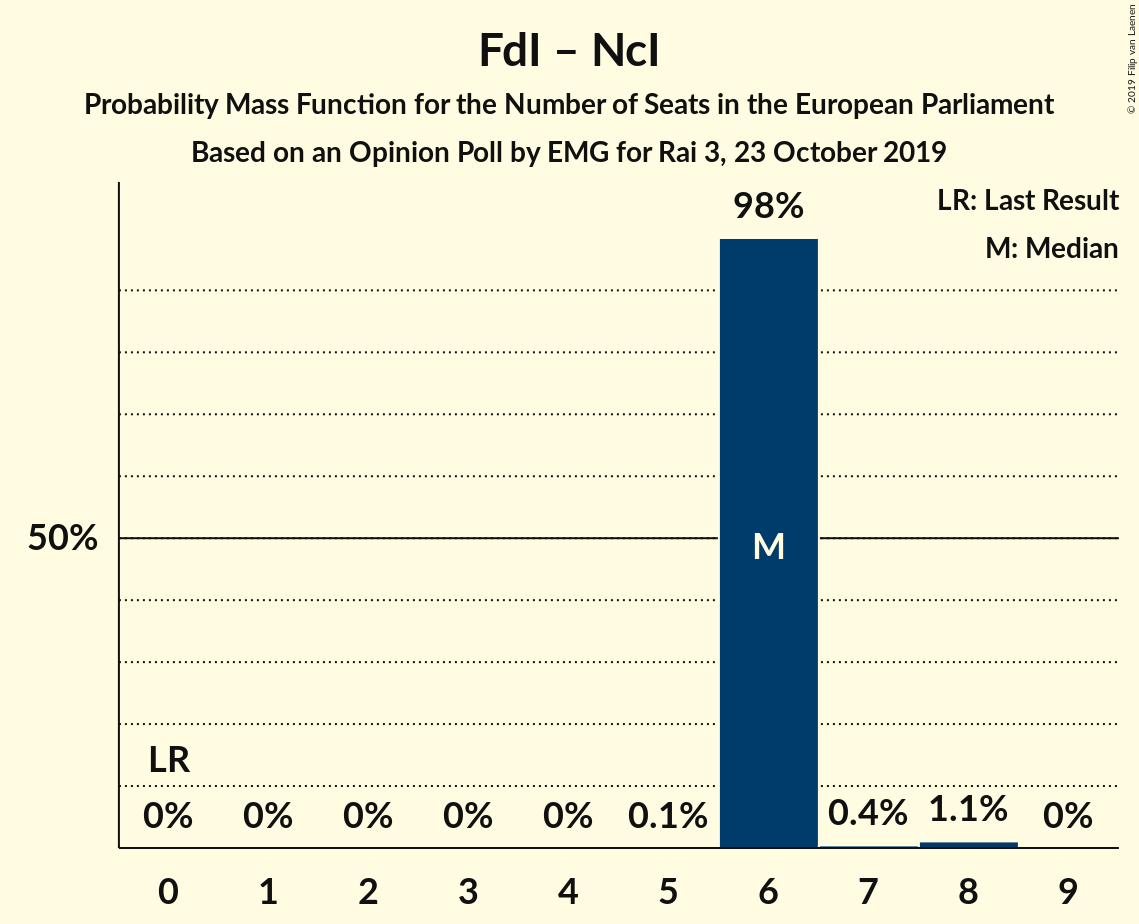 FdI – NcI
Probability Mass Function for the Number of Seats in the European Parliament
Based on an Opinion Poll by EMG for Rai 3, 23 October 2019
© 2019 Filip van Laenen
LR: Last Result
M: Median
98%
50%
M
LR
0% 0% 0% 0% 0% 0.1% 0.4% 1.1% 0%
0 1 2 3 4 5 6 7 8 9